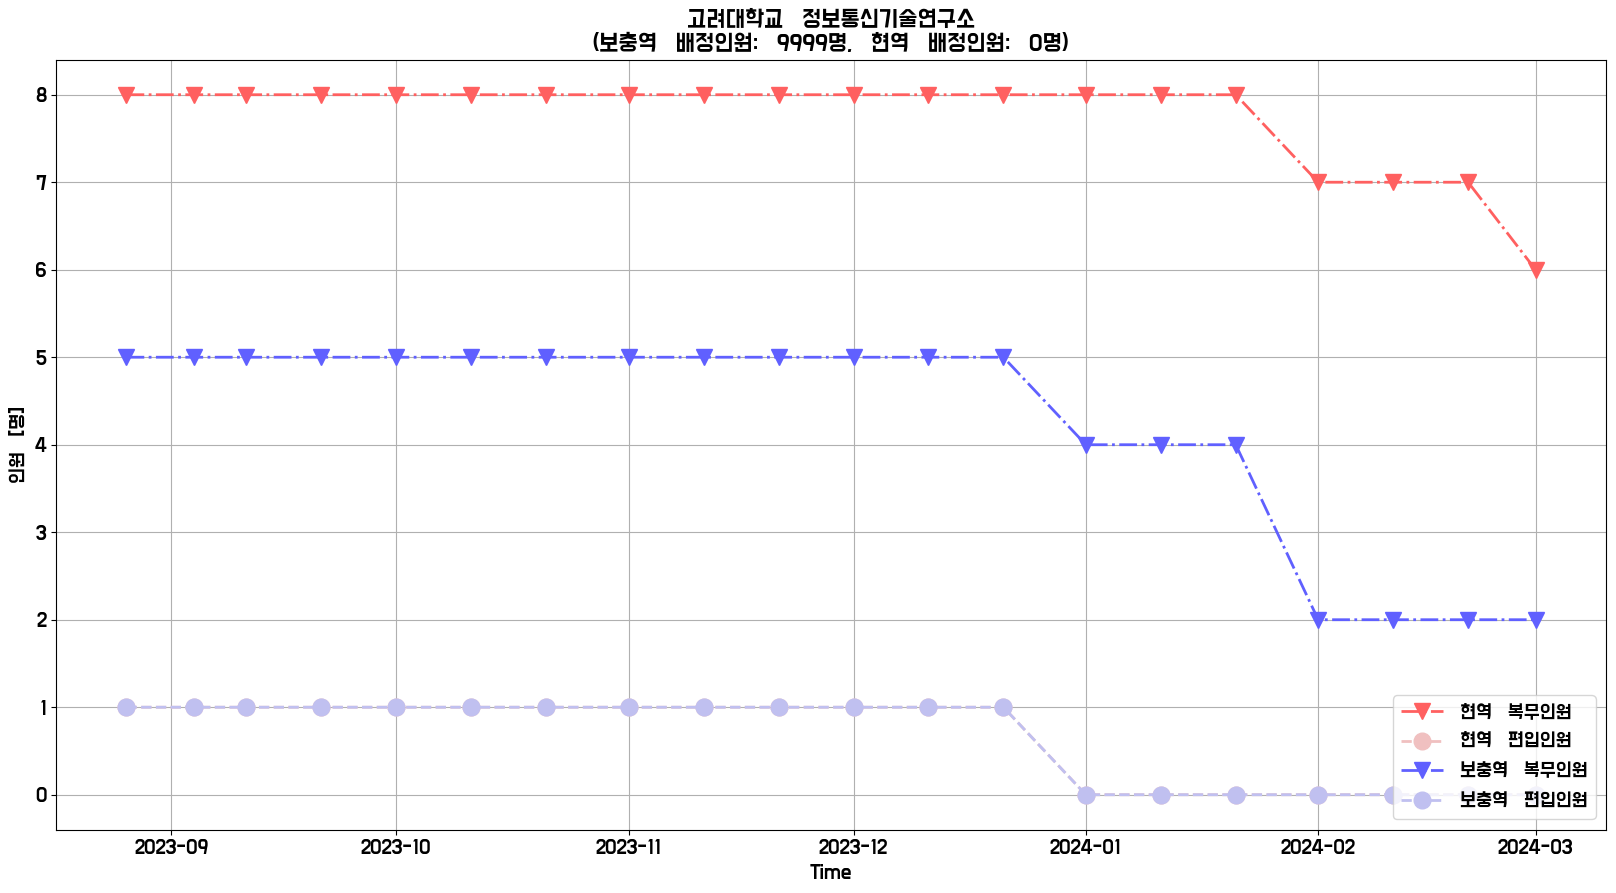 고려대학교 정보통신기술연구소
(보충역 배정인원: 9999명, 현역 배정인원: 0명)
8
7
6
5
4
3
2
1
0
인원 [명]
현역 복무인원
현역 편입인원
보충역 복무인원
보충역 편입인원
2023-09 2023-10 2023-11 2023-12 2024-01 2024-02 2024-03
Time